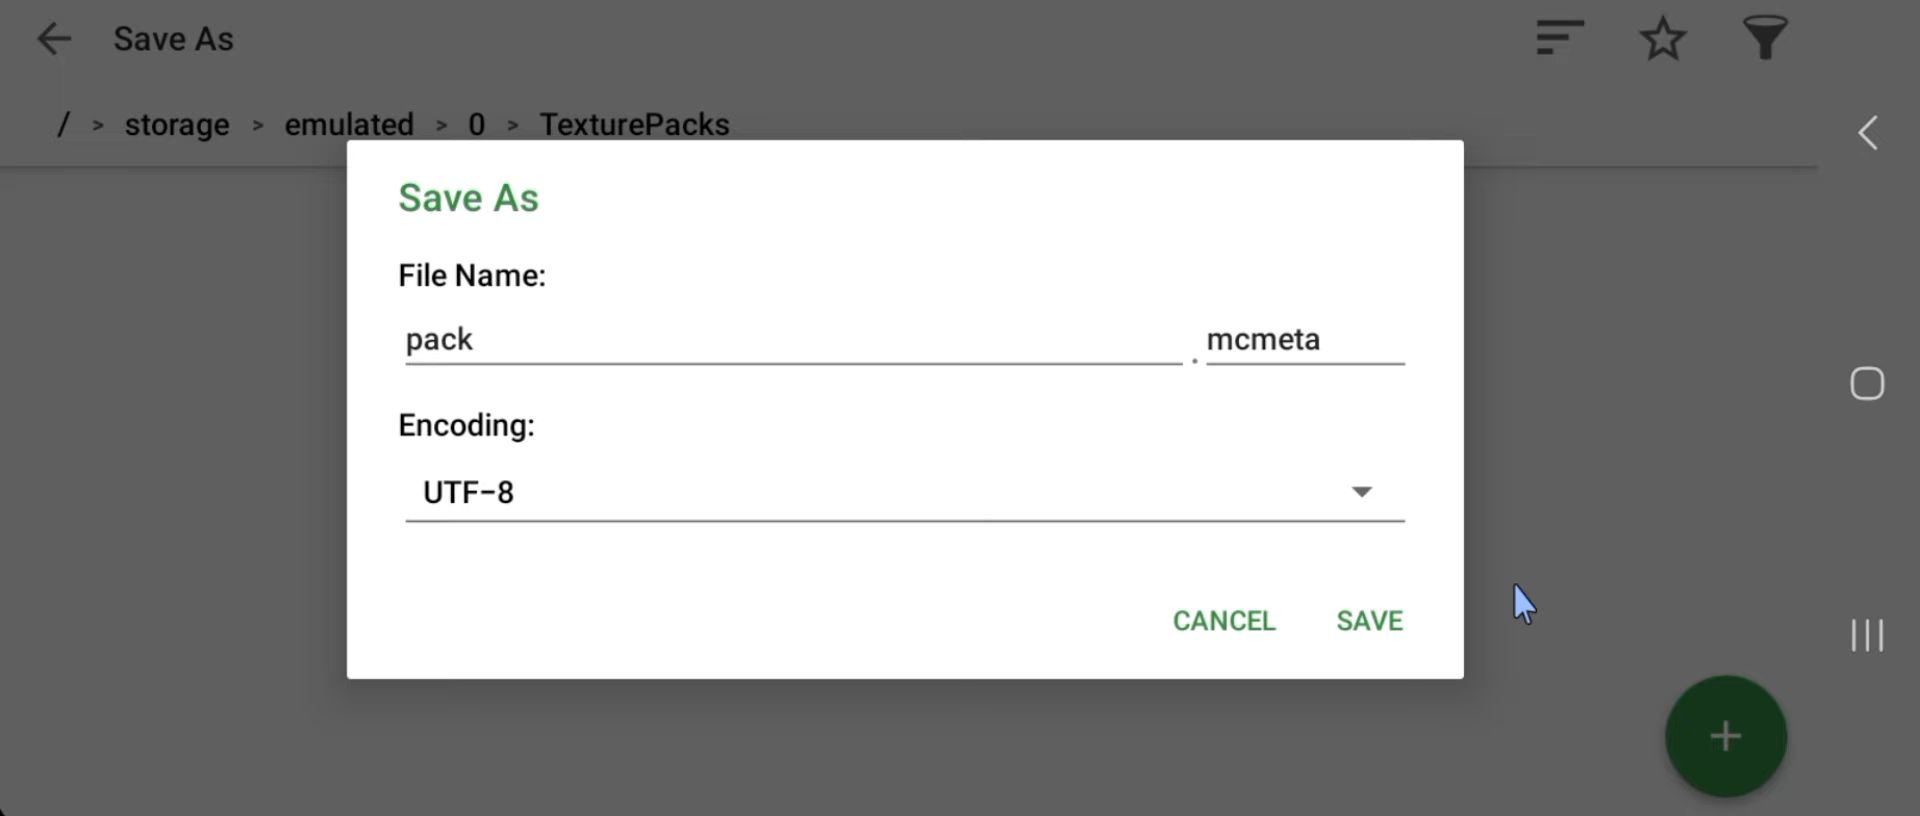 Save As
/ > storage > emulated > 0 > TexturePacks
Save As
File Name:
pack . mcmeta
Encoding:
UTF-8
CANCEL SAVE